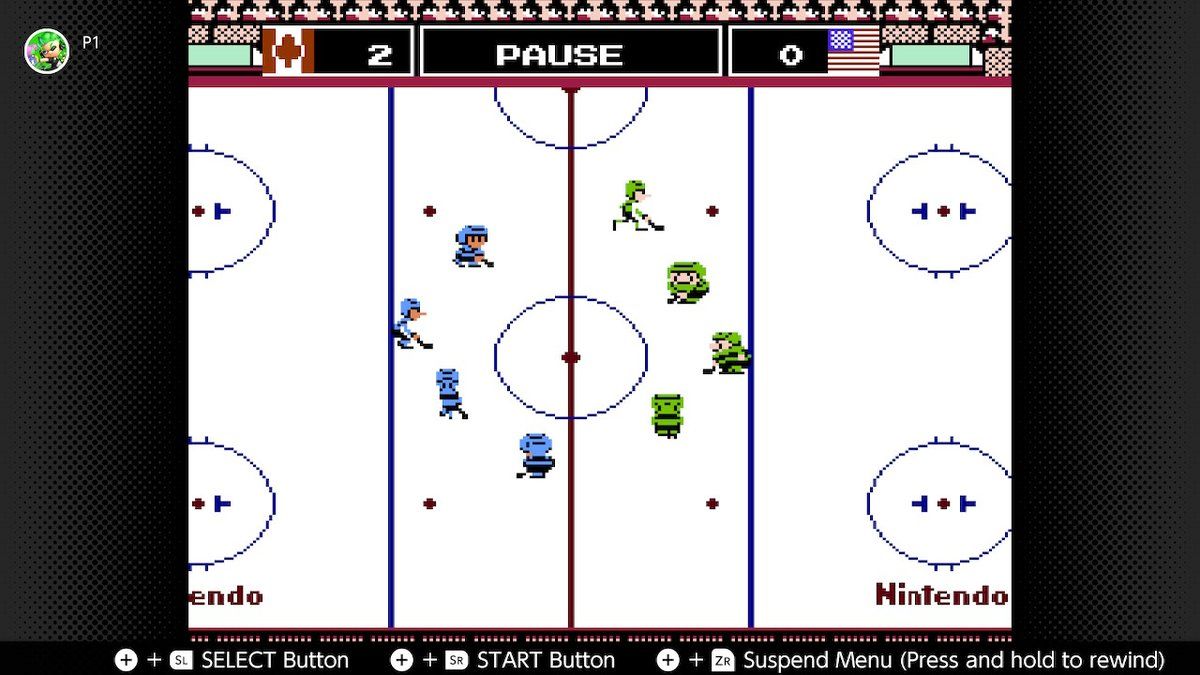 P1
2 PAUSE 0
endo
Nintendo
+ SL SELECT Button + SR START Button + ZR Suspend Menu (Press and hold to rewind)